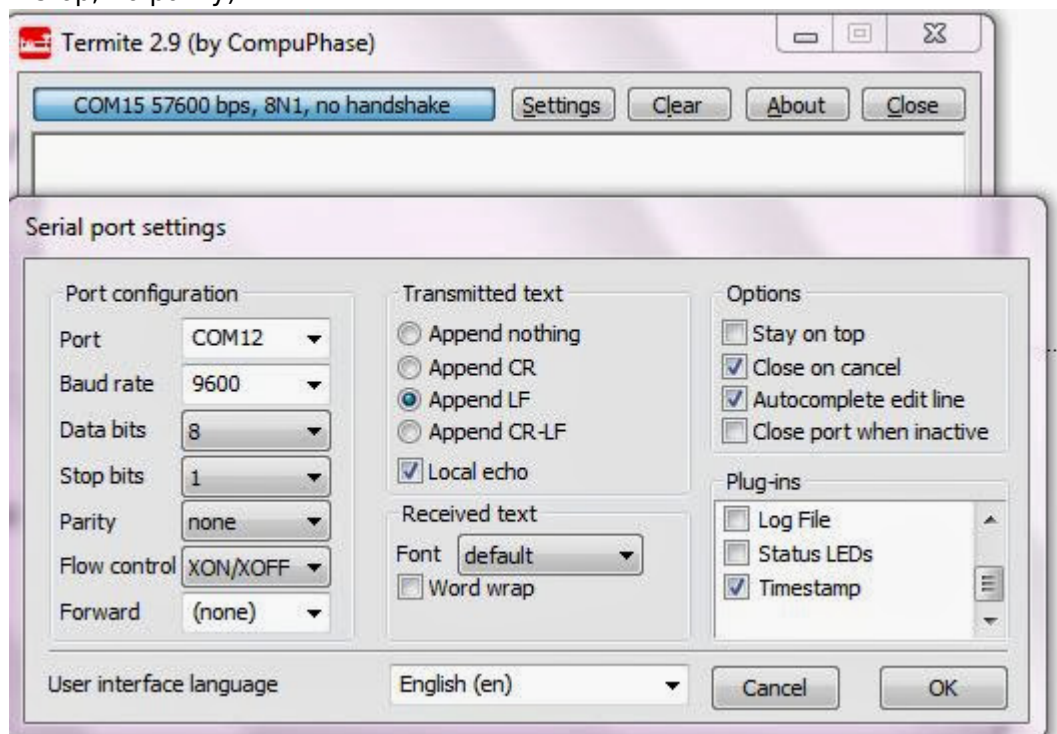 Termite 2.9 (by CompuPhase)
COM15 57600 bps, 8N1, no handshake Settings Clear About Close
Serial port settings
Port configuration
Port COM12
Baud rate 9600
Data bits 8
Stop bits 1
Parity none
Flow control XON/XOFF
Forward (none)
Transmitted text
Append nothing
Append CR
Append LF
Append CR-LF
Local echo
Received text
Font default
Word wrap
Options
Stay on top
Close on cancel
Autocomplete edit line
Close port when inactive
Plug-ins
Log File
Status LEDs
Timestamp
User interface language English (en) Cancel OK